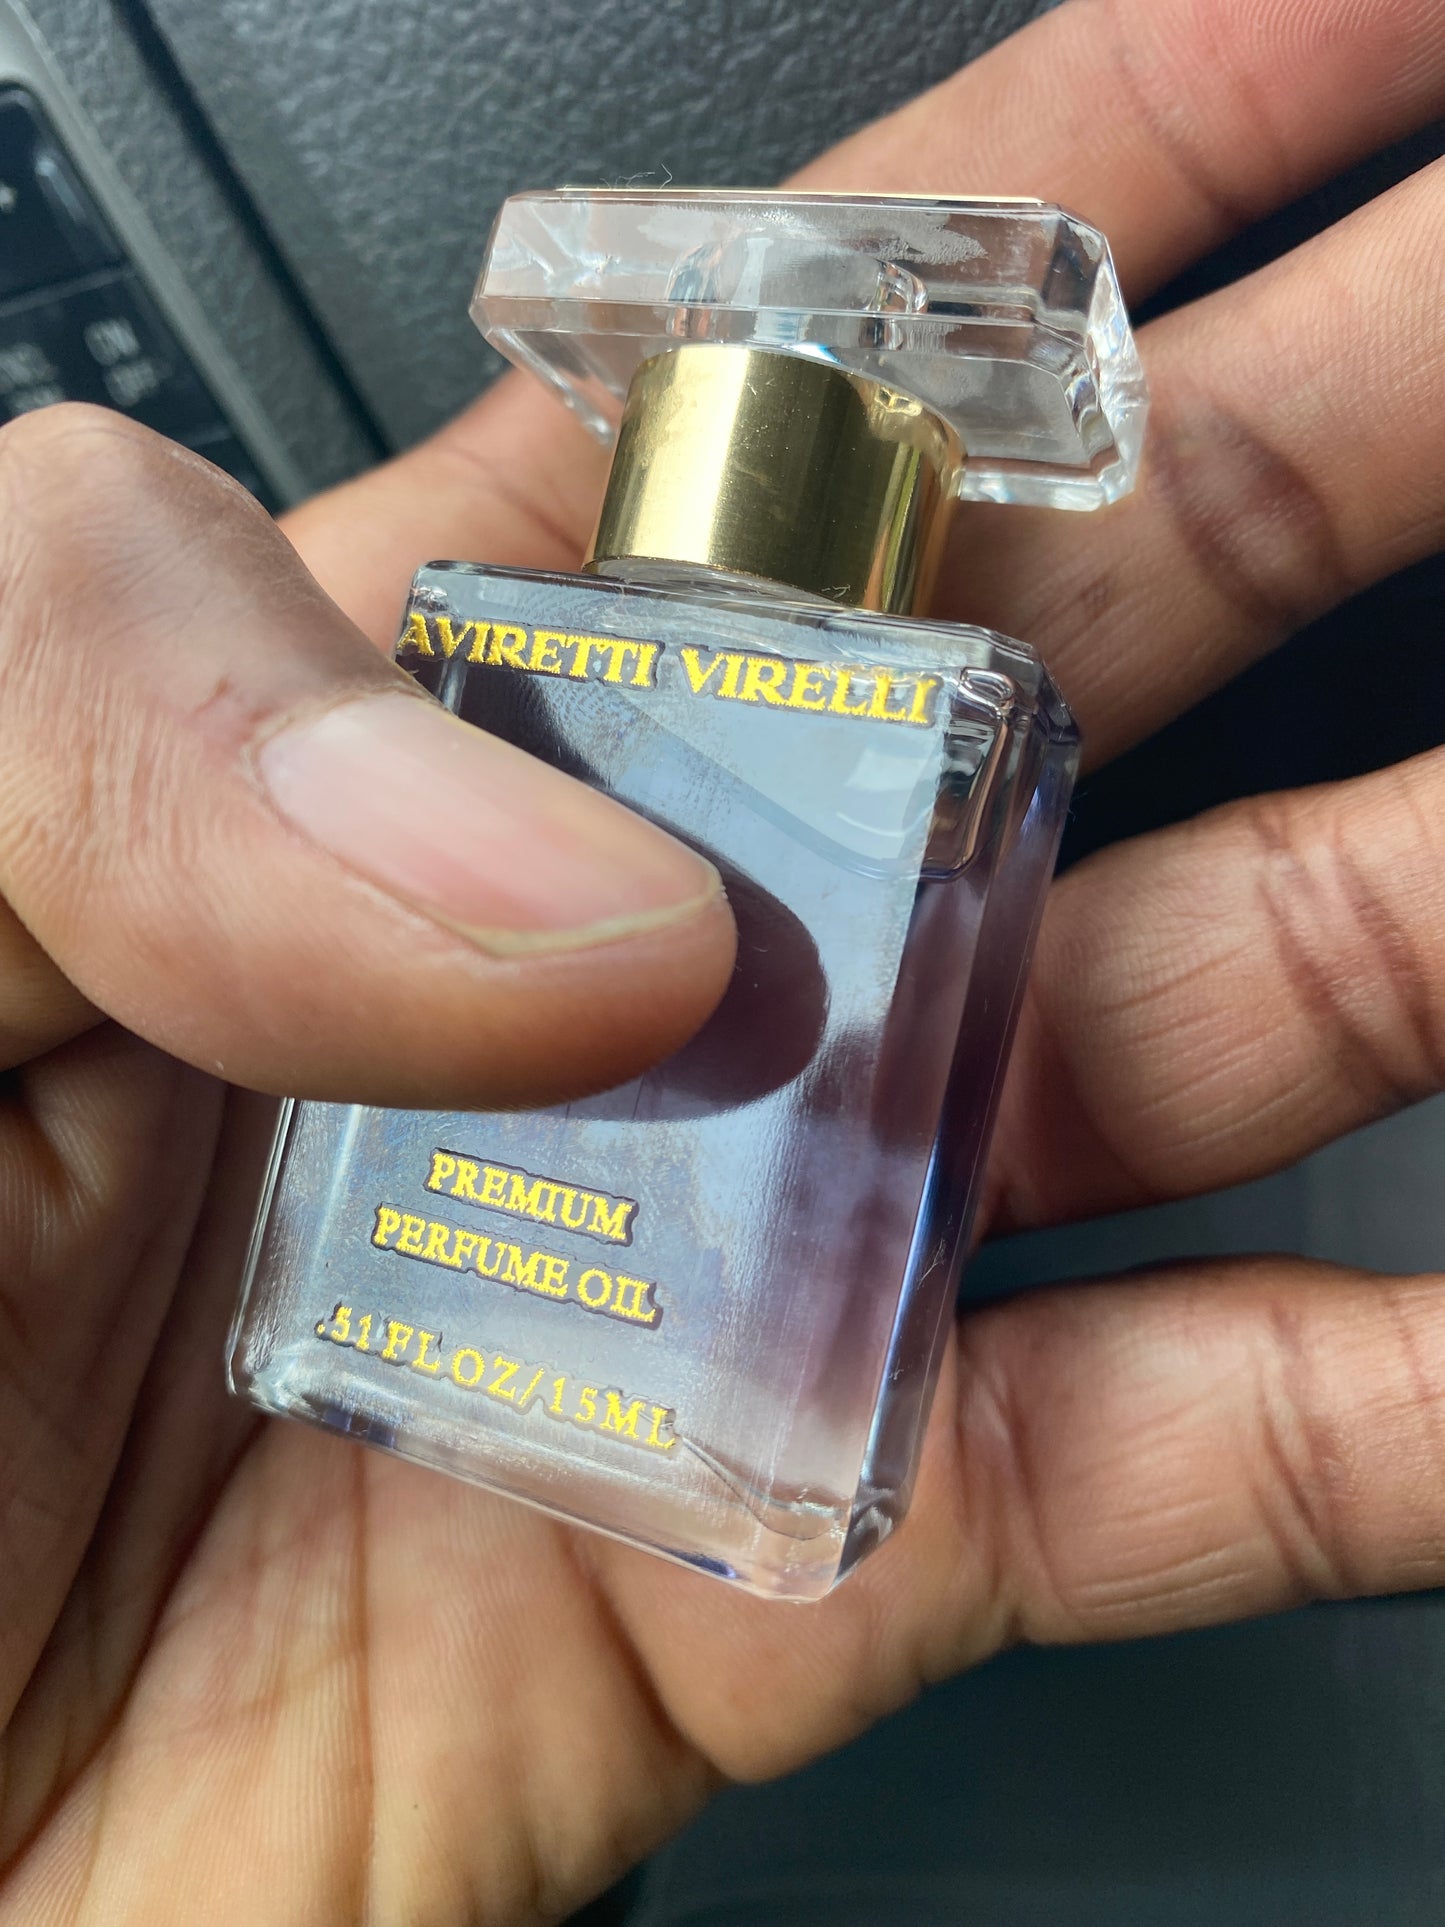 AVIRETTI VIRELLI
PREMIUM
PERFUME OIL
.51 FL OZ/15ML